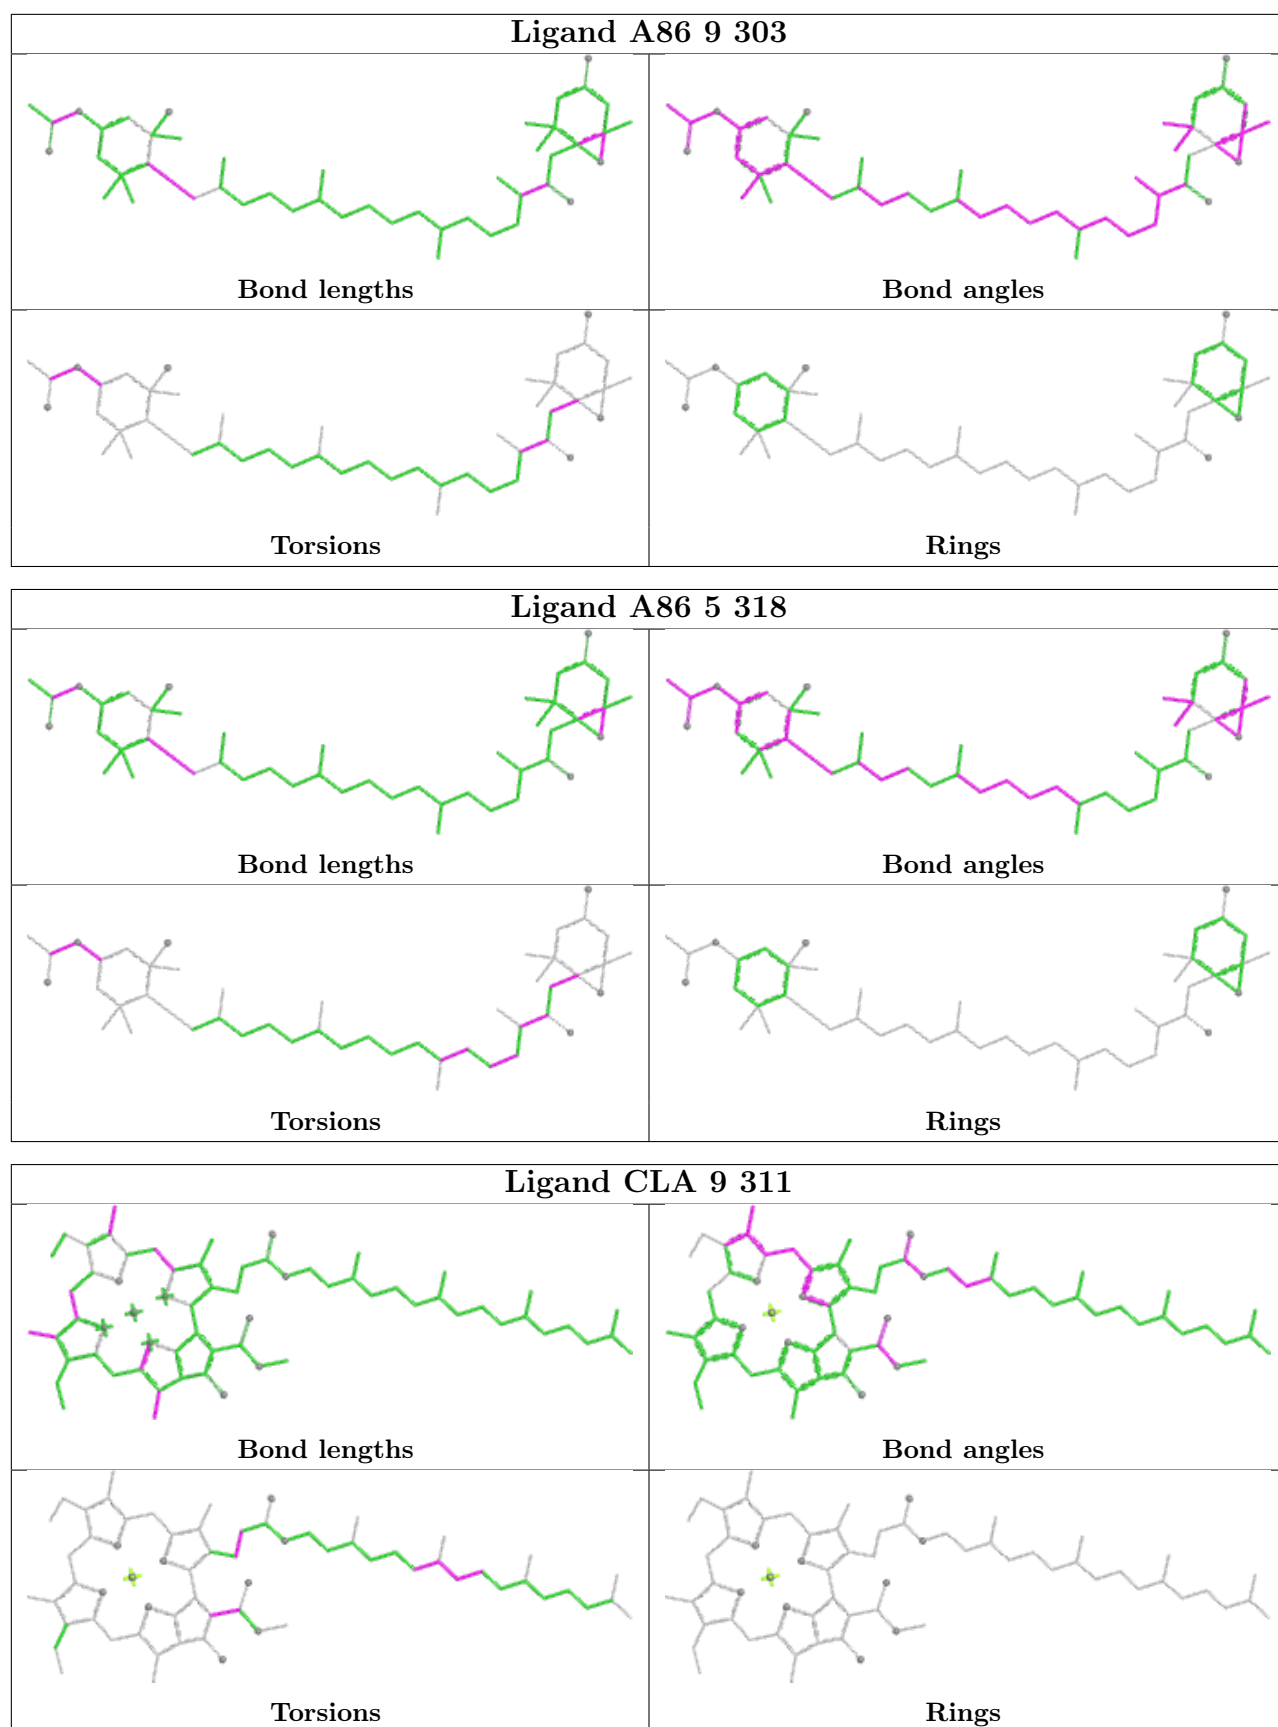 Ligand A86 9 303
Bond lengths
Bond angles
Torsions
Rings
Ligand A86 5 318
Bond lengths
Bond angles
Torsions
Rings
Ligand CLA 9 311
Bond lengths
Bond angles
Torsions
Rings